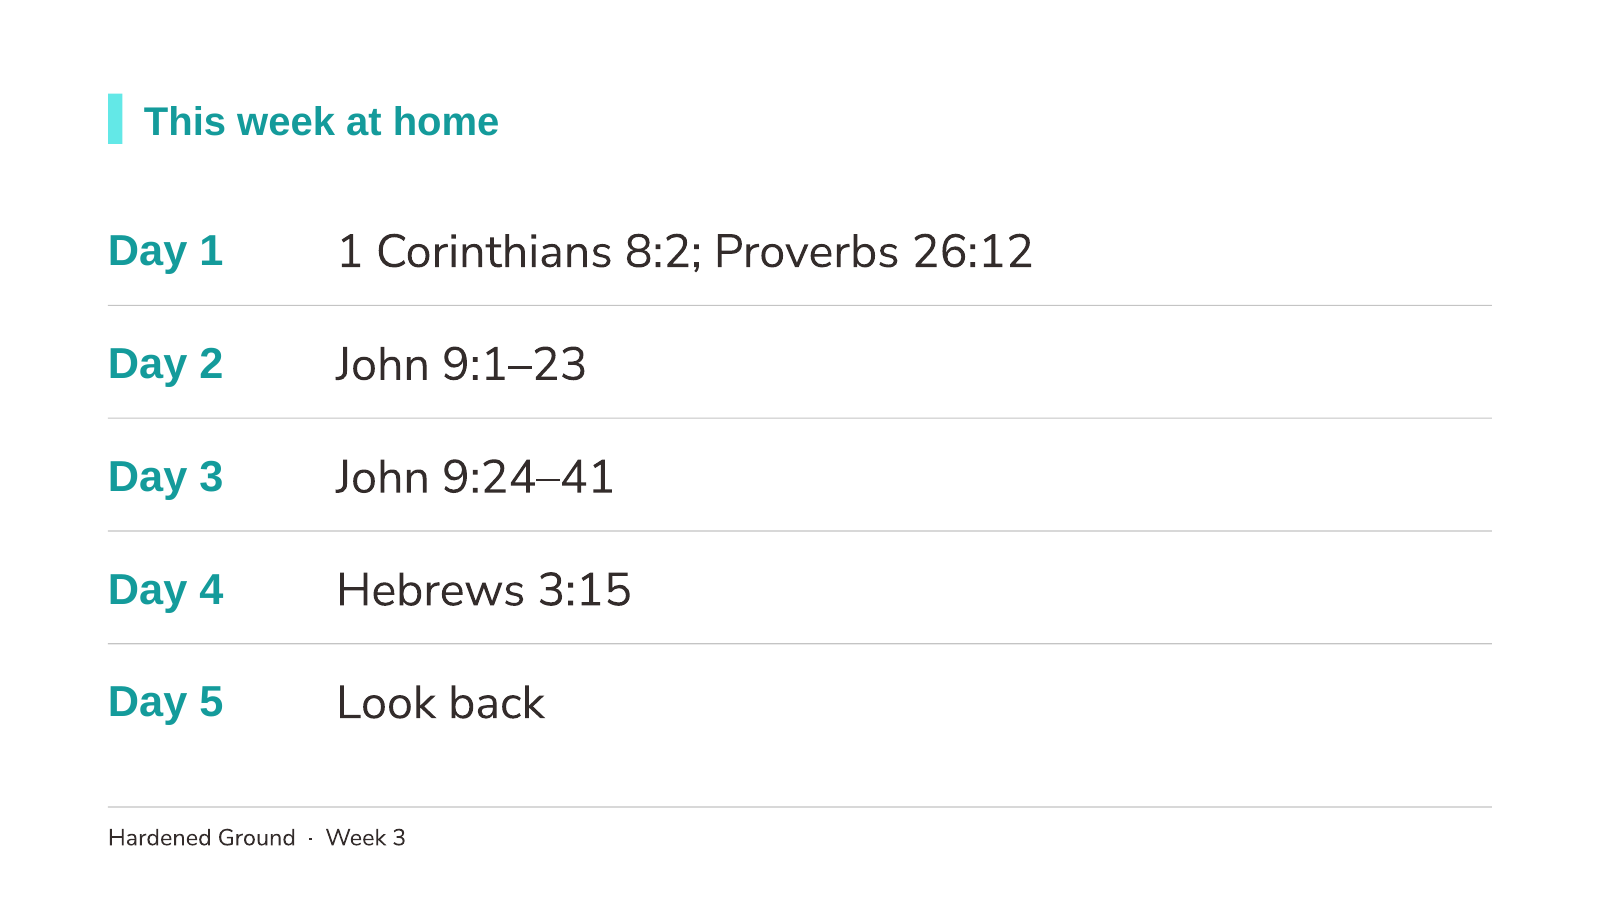 This week at home
Day 1 1 Corinthians 8:2; Proverbs 26:12
Day 2 John 9:1–23
Day 3 John 9:24–41
Day 4 Hebrews 3:15
Day 5 Look back
Hardened Ground · Week 3